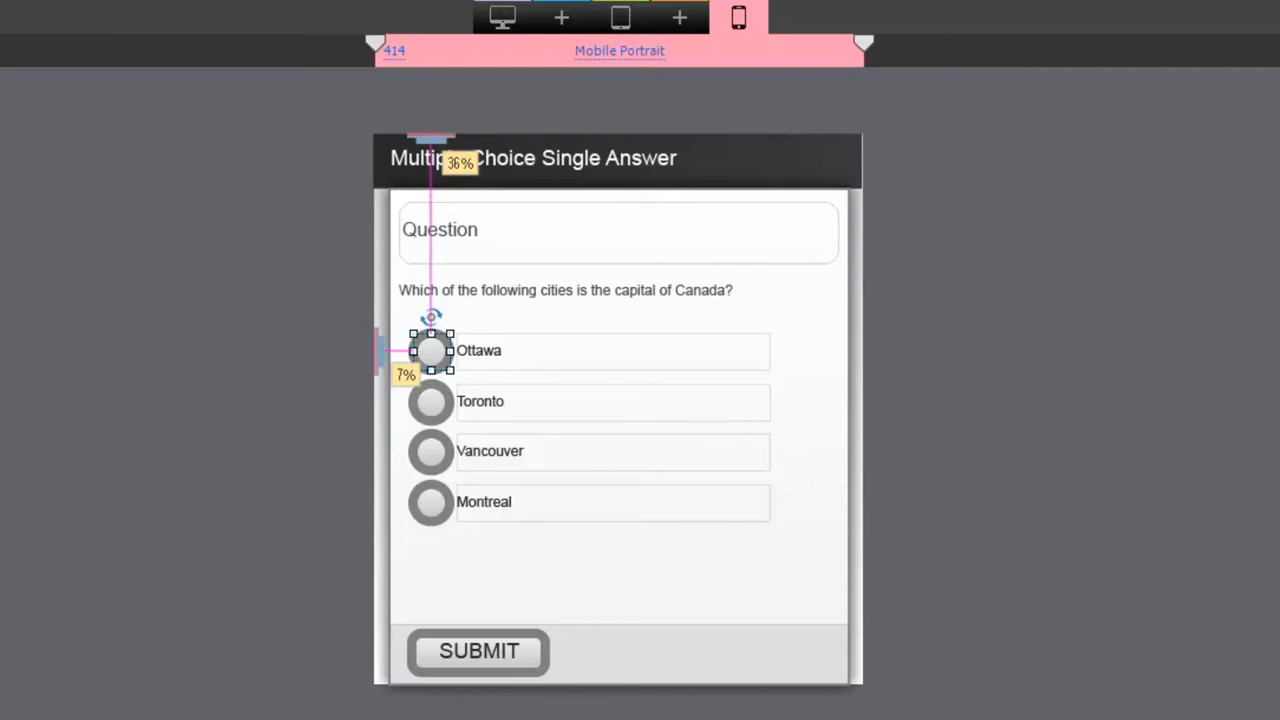 414
Mobile Portrait
Multiple Choice Single Answer
36%
Question
Which of the following cities is the capital of Canada?
Ottawa
7%
Toronto
Vancouver
Montreal
SUBMIT